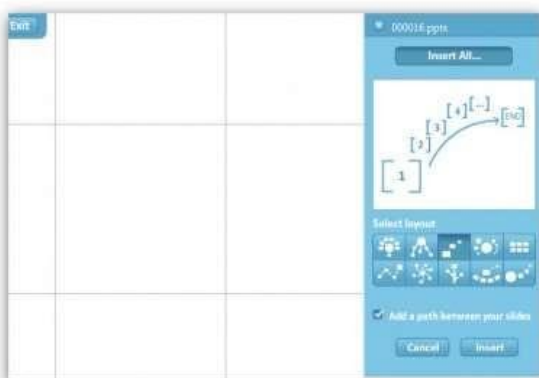 Exit
000016.pptx
Insert All...
[1]
[2]
[3]
[4]
[...]
[END]
Select layout
Add a path between your slides
Cancel
Insert